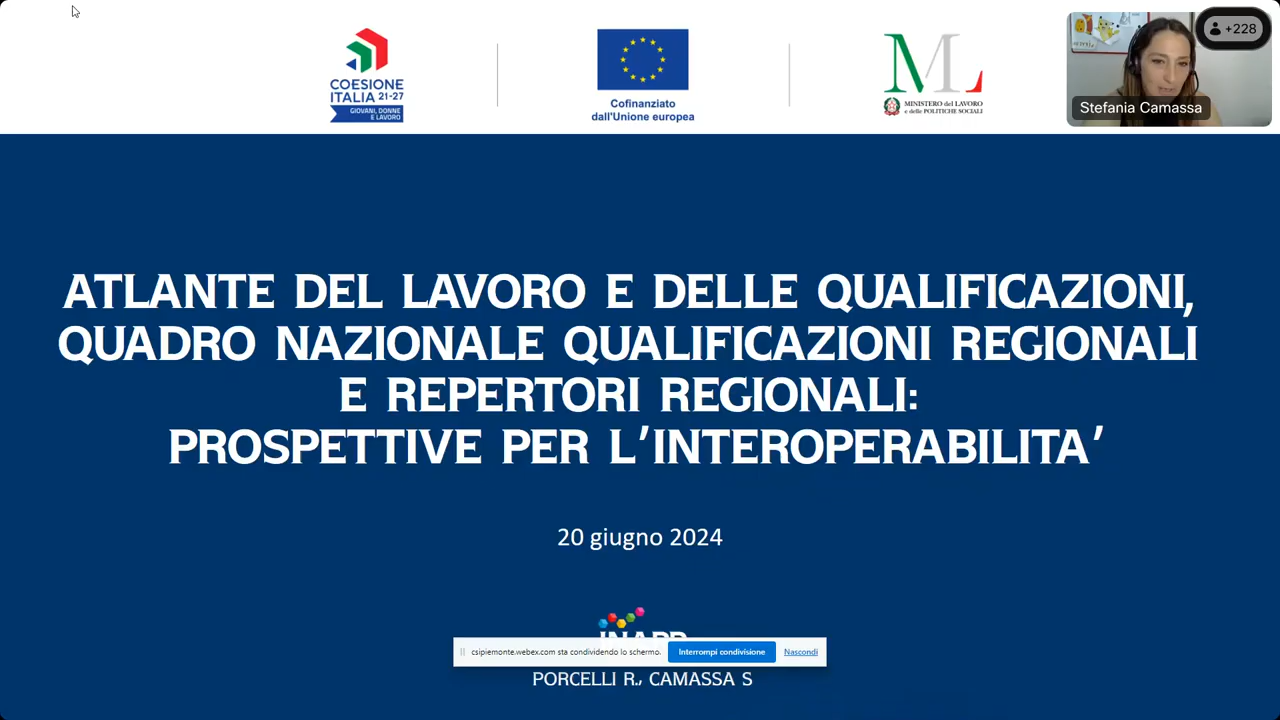 COESIONE
ITALIA 21-27
GIOVANI, DONNE
E LAVORO
Cofinanziato
dall'Unione europea
ML
MINISTERO del LAVORO
e delle POLITICHE SOCIALI
+228
Stefania Camassa
ATLANTE DEL LAVORO E DELLE QUALIFICAZIONI,
QUADRO NAZIONALE QUALIFICAZIONI REGIONALI
E REPERTORI REGIONALI:
PROSPETTIVE PER L'INTEROPERABILITA'
20 giugno 2024
csipiemonte.webex.com sta condividendo lo schermo.
Interrompi condivisione
Nascondi
PORCELLI R., CAMASSA S